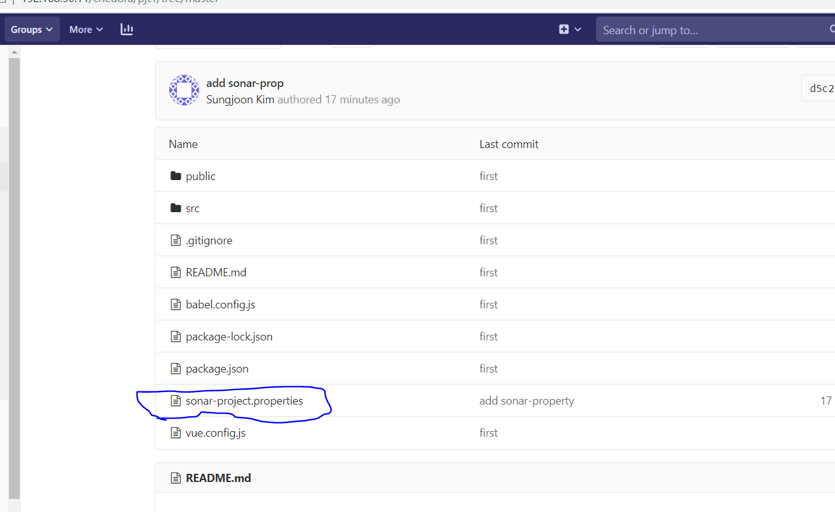 Groups More Search or jump to...
add sonar-prop
Sungjoon Kim authored 17 minutes ago
d5c2
Name Last commit
public first
src first
.gitignore first
README.md first
babel.config.js first
package-lock.json first
package.json first
sonar-project.properties add sonar-property 17
vue.config.js first
README.md